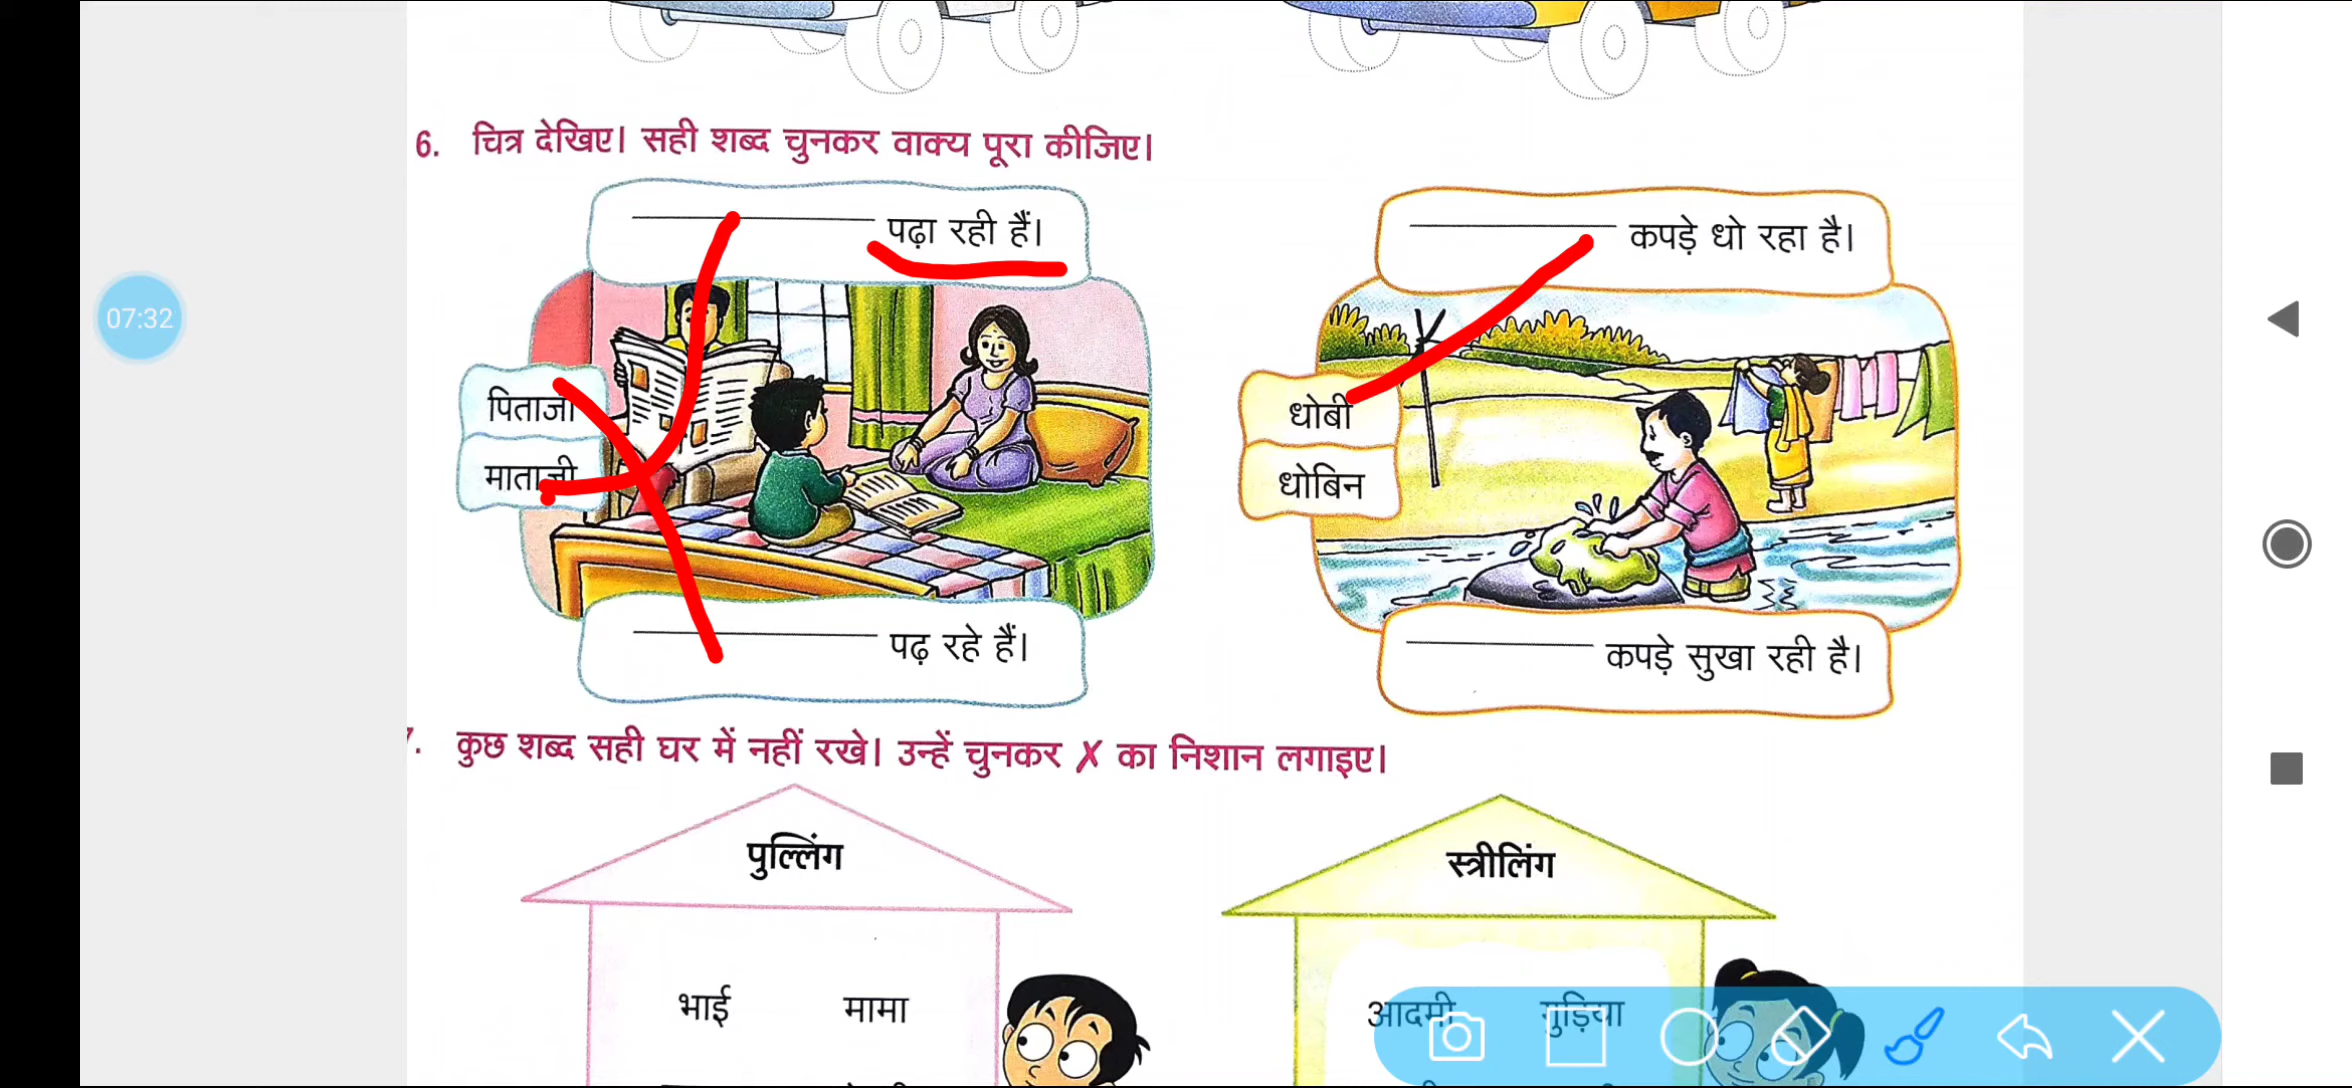 6. चित्र देखिए। सही शब्द चुनकर वाक्य पूरा कीजिए।
पढ़ा रही हैं।
पिताजी
माताजी
पढ़ रहे हैं।
कपड़े धो रहा है।
धोबी
धोबिन
कपड़े सुखा रही है।
07:32
7. कुछ शब्द सही घर में नहीं रखे। उन्हें चुनकर ✗ का निशान लगाइए।
पुल्लिंग
भाई मामा
स्त्रीलिंग
आदमी गुड़िया